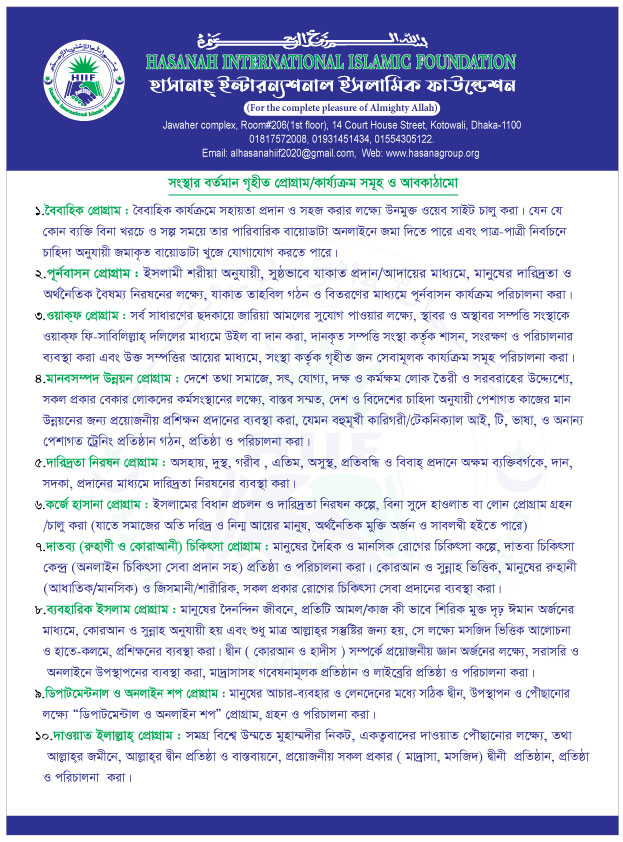 HIIF
Hasanah International Islamic Foundation
HASANAH INTERNATIONAL ISLAMIC FOUNDATION
হাসানাহ্ ইন্টারন্যাশনাল ইসলামিক ফাউন্ডেশন
(For the complete pleasure of Almighty Allah)
Jawaher complex, Room#206(1st floor), 14 Court House Street, Kotowali, Dhaka-1100
01817572008, 01931451434, 01554305122.
Email: alhasanahiif2020@gmail.com, Web: www.hasanagroup.org
সংস্থার বর্তমান গৃহীত প্রোগ্রাম/কার্য্যক্রম সমূহ ও আবকাঠামো
১.বৈবাহিক প্রোগ্রাম : বৈবাহিক কার্যক্রমে সহায়তা প্রদান ও সহজ করার লক্ষ্যে উনমুক্ত ওয়েব সাইট চালু করা। যেন যে
কোন ব্যক্তি বিনা খরচে ও সল্প সময়ে তার পারিবারিক বায়োডাটা অনলাইনে জমা দিতে পারে এবং পাত্র-পাত্রী নির্বাচনে
চাহিদা অনুযায়ী জমাকৃত বায়োডাটা খুজে যোগাযোগ করতে পারে।
২.পূর্নবাসন প্রোগ্রাম : ইসলামী শরীয়া অনুযায়ী, সুষ্ঠভাবে যাকাত প্রদান/আদায়ের মাধ্যমে, মানুষের দারিদ্রতা ও
অর্থনৈতিক বৈষম্য নিরষনের লক্ষ্যে, যাকাত তাহবিল গঠন ও বিতরণের মাধ্যমে পূর্নবাসন কার্যক্রম পরিচালনা করা।
৩.ওয়াক্ফ প্রোগ্রাম : সর্ব সাধারণের ছদকায়ে জারিয়া আমলের সুযোগ পাওয়ার লক্ষ্যে, স্থাবর ও অস্থাবর সম্পত্তি সংস্থাকে
ওয়াক্ফ ফি-সাবিলিল্লাহ্ দলিলের মাধ্যমে উইল বা দান করা, দানকৃত সম্পত্তি সংস্থা কর্তৃক শাসন, সংরক্ষণ ও পরিচালনার
ব্যবস্থা করা এবং উক্ত সম্পত্তির আয়ের মাধ্যমে, সংস্থা কর্তৃক গৃহীত জন সেবামূলক কার্যক্রিম সমূহ পরিচালনা করা।
৪.মানবসম্পদ উন্নয়ন প্রোগ্রাম : দেশে তথা সমাজে, সৎ, যোগ্য, দক্ষ ও কর্মক্ষম লোক তৈরী ও সরবরাহের উদ্দেশ্যে,
সকল প্রকার বেকার লোকদের কর্মসংস্থানের লক্ষ্যে, বাস্তব সম্মত, দেশ ও বিদেশের চাহিদা অনুযায়ী পেশাগত কাজের মান
উন্নয়নের জন্য প্রয়োজনীয় প্রশিক্ষন প্রদানের ব্যবস্থা করা, যেমন বহুমূখী কারিগরী/টেকনিক্যাল আই, টি, ভাষা, ও অনান্য
পেশাগত ট্রেনিং প্রতিষ্ঠান গঠন, প্রতিষ্ঠা ও পরিচালনা করা।
৫.দারিদ্রতা নিরষন প্রোগ্রাম : অসহায়, দুস্থ, গরীব , এতিম, অসুস্থ, প্রতিবন্ধি ও বিবাহ্ প্রদানে অক্ষম ব্যক্তিবর্গকে, দান,
সদকা, প্রদানের মাধ্যমে দারিদ্রতা নিরষনের ব্যবস্থা করা।
৬.কর্জে হাসানা প্রোগ্রাম : ইসলামের বিধান প্রচলন ও দারিদ্রতা নিরষন কল্পে, বিনা সুদে হাওলাত বা লোন প্রোগ্রাম গ্রহন
/চালু করা (যাতে সমাজের অতি দরিদ্র ও নিন্ম আয়ের মানুষ, অর্থনৈতিক মুক্তি অর্জন ও সাবলম্বী হইতে পারে)
৭.দাতব্য (রুহাণী ও কোরাআনী) চিকিৎসা প্রোগ্রাম : মানুষের দৈহিক ও মানসিক রোগের চিকিৎসা কল্পে, দাতব্য চিকিৎসা
কেন্দ্র (অনলাইন চিকিৎসা সেবা প্রদান সহ) প্রতিষ্ঠা ও পরিচালনা করা। কোরআন ও সুন্নাহ ভিত্তিক, মানুষের রুহানী
(আধাতিক/মানসিক) ও জিসমানী/শারীরিক, সকল প্রকার রোগের চিকিৎসা সেবা প্রদানের ব্যবস্থা করা।
৮.ব্যবহারিক ইসলাম প্রোগ্রাম : মানুষের দৈনন্দিন জীবনে, প্রতিটি আমল/কাজ কী ভাবে শিরিক মুক্ত দৃঢ় ঈমান অর্জনের
মাধ্যমে, কোরআন ও সুন্নাহ্ অনুযায়ী হয় এবং শুধু মাত্র আল্লাহ্‌র সন্তুষ্টির জন্য হয়, সে লক্ষ্যে মসজিদ ভিত্তিক আলোচনা
ও হাতে-কলমে, প্রশিক্ষনের ব্যবস্থা করা। দ্বীন ( কোরআন ও হাদীস ) সম্পর্কে প্রয়োজনীয় জ্ঞান অর্জনের লক্ষ্যে, সরাসরি ও
অনলাইনে উপস্থাপনের ব্যবস্থা করা, মাদ্রাসাসহ গবেষনামূলক প্রতিষ্ঠান ও লাইব্রেরি প্রতিষ্ঠা ও পরিচালনা করা।
৯.ডিপাটমেন্টনাল ও অনলাইন শপ প্রোগ্রাম : মানুষের আচার-ব্যবহার ও লেনদেনের মধ্যে সঠিক দ্বীন, উপস্থাপন ও পৌছানোর
লক্ষ্যে “ডিপাটমেন্টাল ও অনলাইন শপ” প্রোগ্রাম, গ্রহন ও পরিচালনা করা।
১০.দাওয়াত ইলাল্লাহ্ প্রোগ্রাম : সমগ্র বিশ্বে উম্মতে মুহাম্মদীর নিকট, একত্ববাদের দাওয়াত পৌছানোর লক্ষ্যে, তথা
আল্লাহ্‌র জমীনে, আল্লাহ্‌র দ্বীন প্রতিষ্ঠা ও বাস্তবায়নে, প্রয়োজনীয় সকল প্রকার ( মাদ্রাসা, মসজিদ) দ্বীনী প্রতিষ্ঠান, প্রতিষ্ঠা
ও পরিচালনা করা।